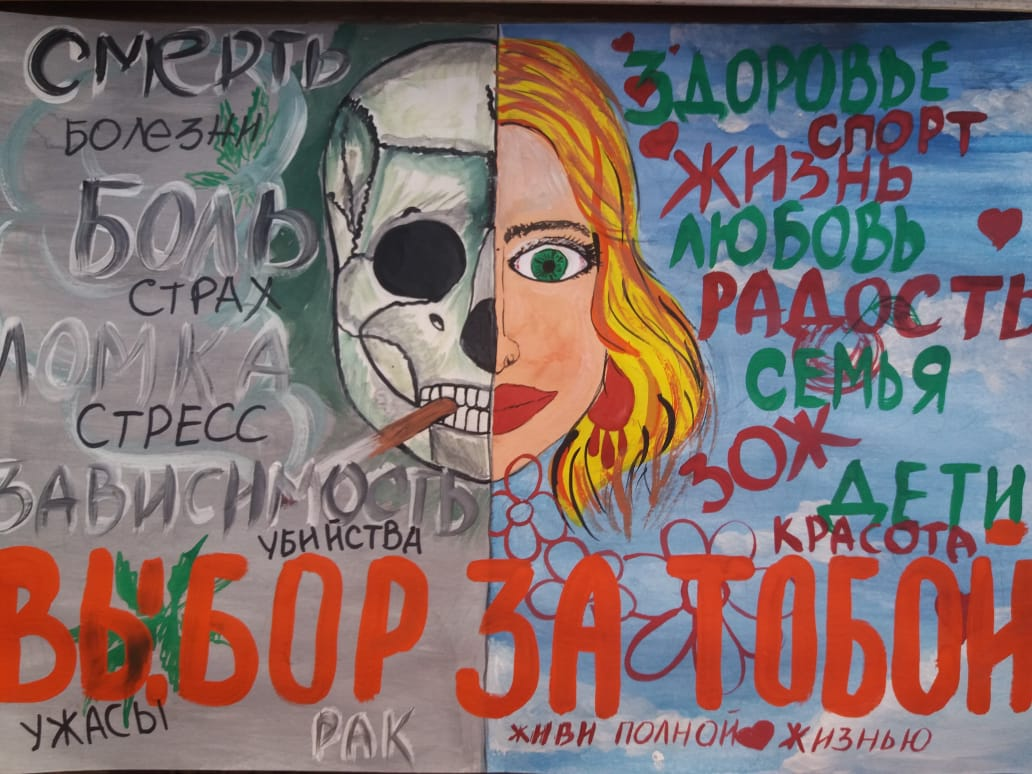 СМЕРТЬ
БОЛЕЗНИ
БОЛЬ
СТРАХ
ЛОМКА
СТРЕСС
ЗАВИСИМОСТЬ
УБИЙСТВА
ЗДОРОВЬЕ
СПОРТ
ЖИЗНЬ
ЛЮБОВЬ
РАДОСТЬ
СЕМЬЯ
ЗОЖ
ДЕТИ
КРАСОТА
ВЫБОР ЗА ТОБОЙ
УЖАСЫ
РАК
ЖИВИ ПОЛНОЙ ЖИЗНЬЮ